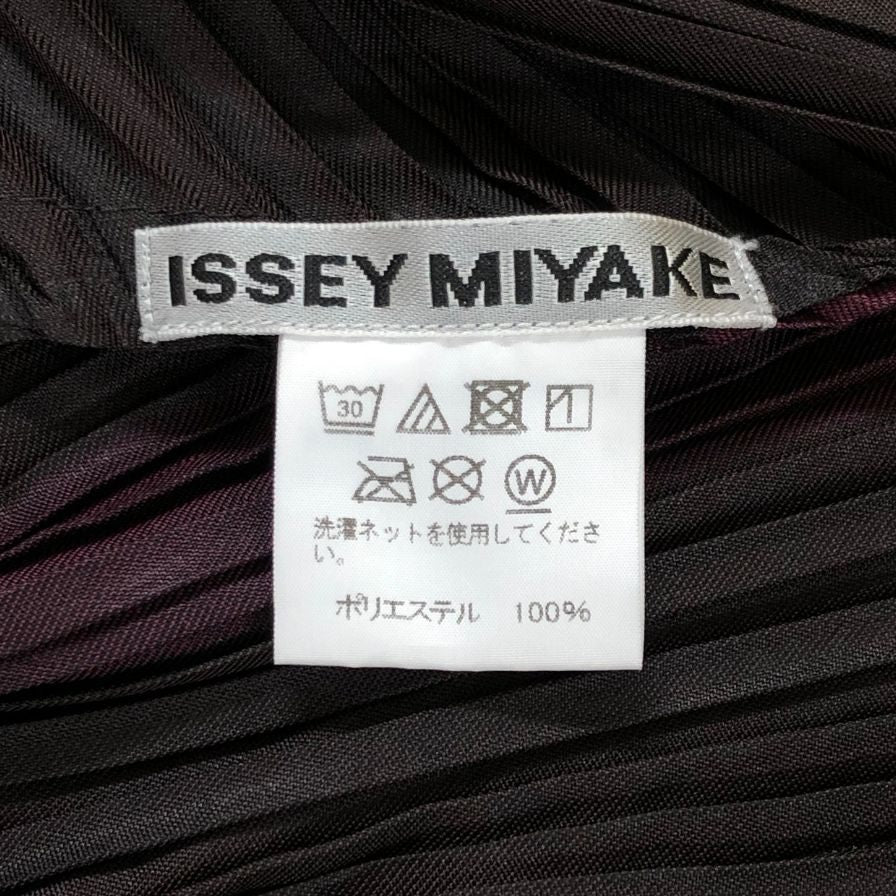 ISSEY MIYAKE
30
W
洗濯ネットを使用してくださ
い。
ポリエステル 100%